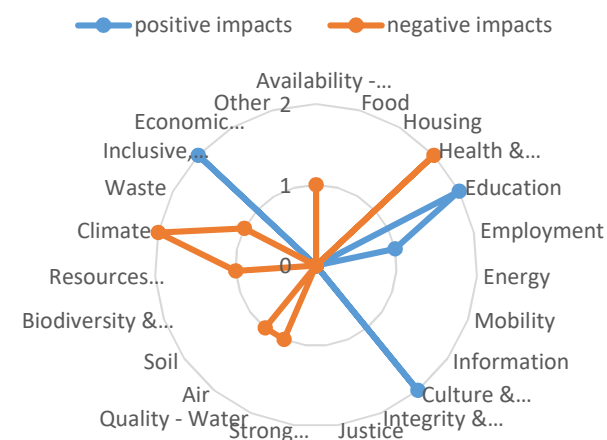 positive impacts
negative impacts
Availability -...
Food
Housing
Health &...
Education
Employment
Energy
Mobility
Information
Culture &...
Integrity &...
Justice
Strong...
Quality - Water
Air
Soil
Biodiversity &...
Resources...
Climate
Waste
Inclusive,...
Economic...
Other
2
1
0